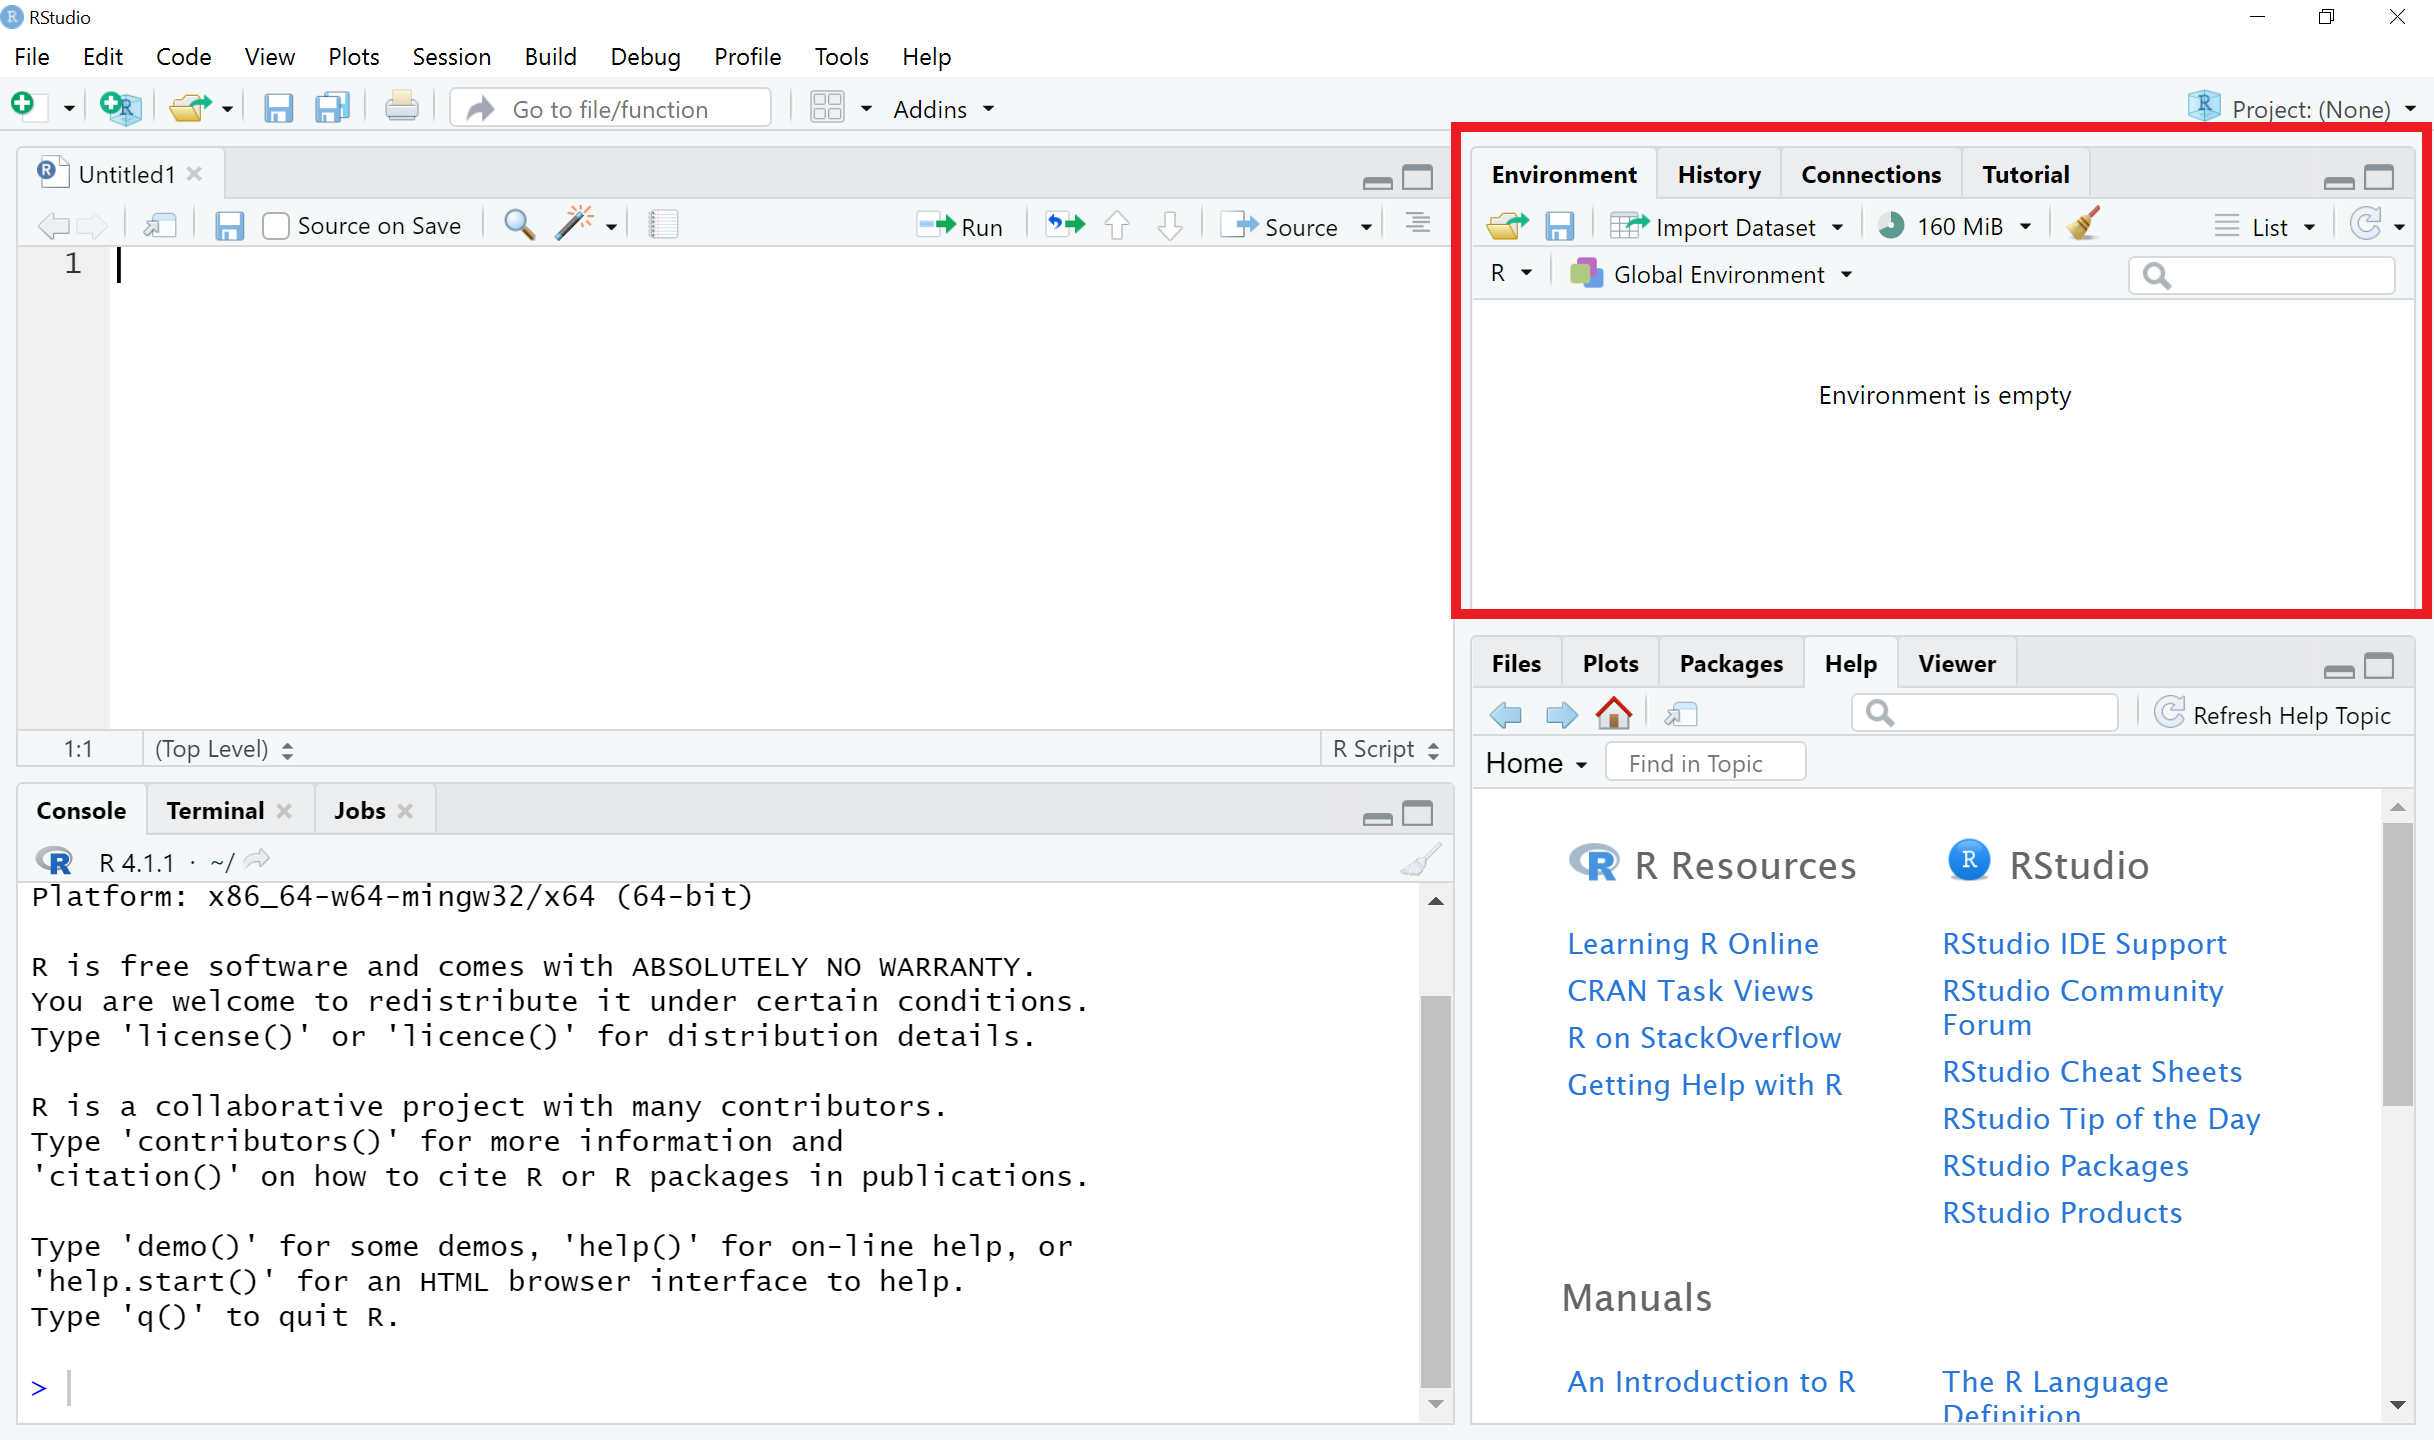 RStudio
File Edit Code View Plots Session Build Debug Profile Tools Help
Go to file/function Addins Project: (None)
Untitled1
Source on Save Run Source
1
1:1 (Top Level) R Script
Environment History Connections Tutorial
Import Dataset 160 MiB List
R Global Environment
Environment is empty
Console Terminal Jobs
R 4.1.1 · ~/
Platform: x86_64-w64-mingw32/x64 (64-bit)
R is free software and comes with ABSOLUTELY NO WARRANTY.
You are welcome to redistribute it under certain conditions.
Type 'license()' or 'licence()' for distribution details.
R is a collaborative project with many contributors.
Type 'contributors()' for more information and
'citation()' on how to cite R or R packages in publications.
Type 'demo()' for some demos, 'help()' for on-line help, or
'help.start()' for an HTML browser interface to help.
Type 'q()' to quit R.
>
Files Plots Packages Help Viewer
Refresh Help Topic
Home Find in Topic
R Resources
Learning R Online
CRAN Task Views
R on StackOverflow
Getting Help with R
RStudio
RStudio IDE Support
RStudio Community
Forum
RStudio Cheat Sheets
RStudio Tip of the Day
RStudio Packages
RStudio Products
Manuals
An Introduction to R
The R Language
Definition